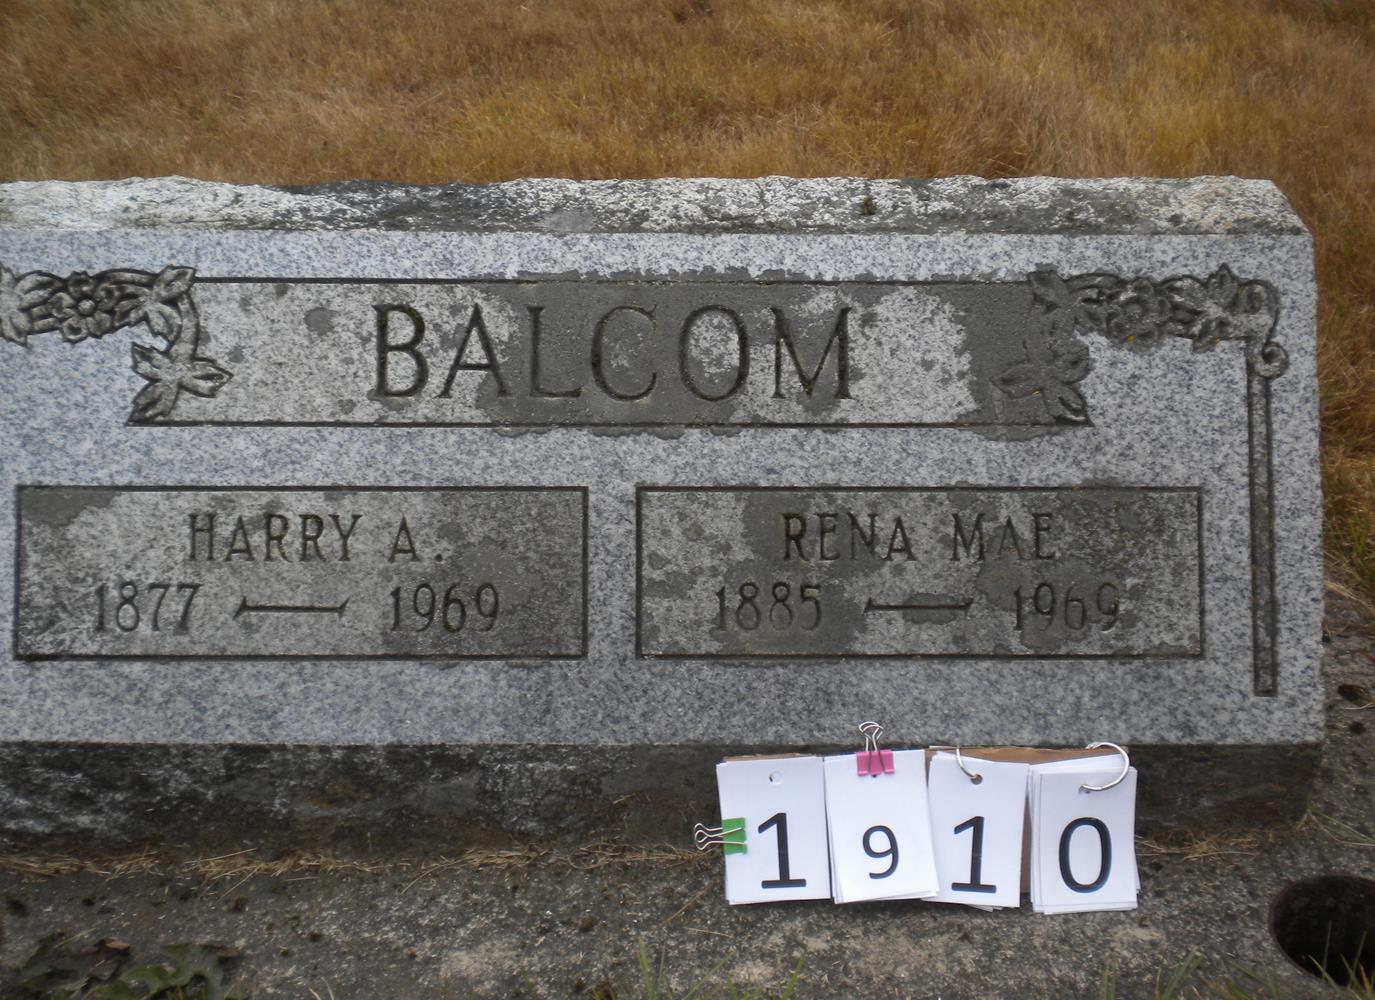 BALCOM
HARRY A.
1877 — 1969
RENA MAE
1885 — 1969
1910